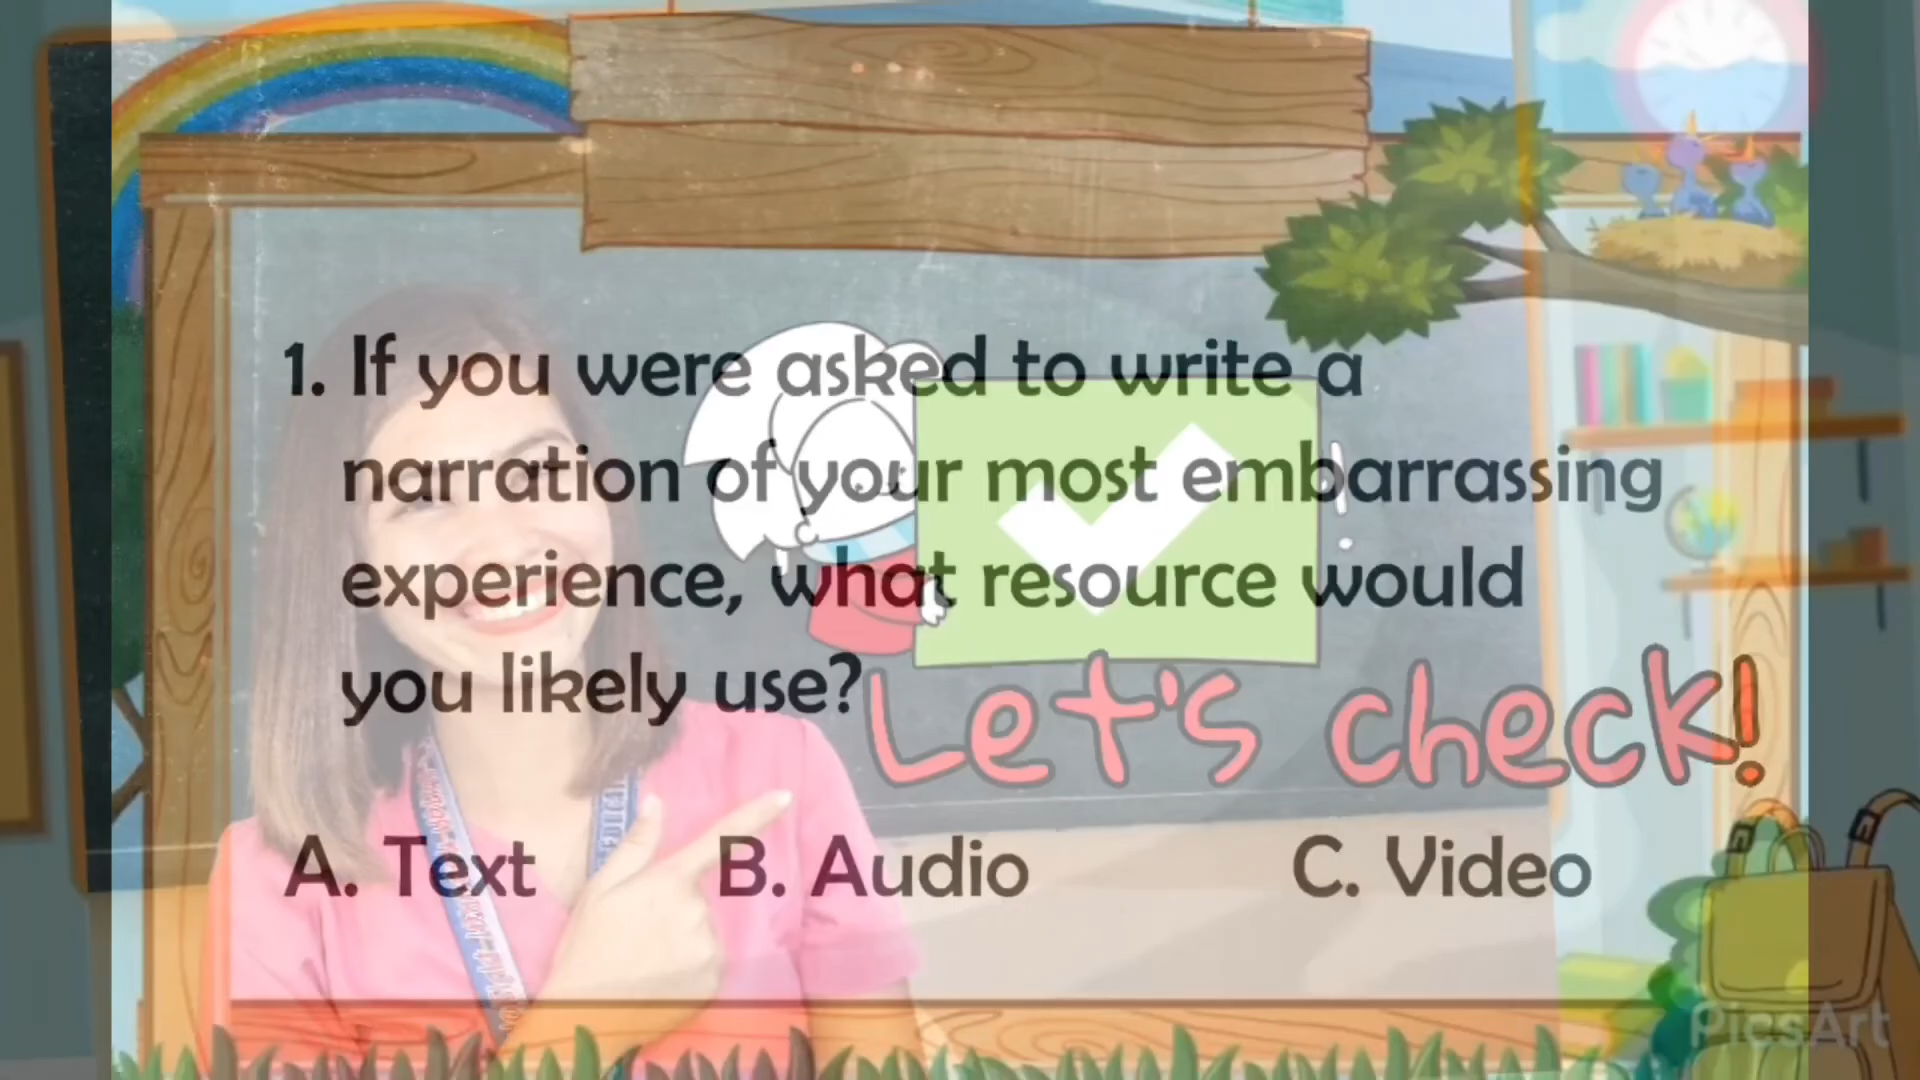 1. If you were asked to write a
narration of your most embarrassing
experience, what resource would
you likely use?
Let's check!
A. Text B. Audio C. Video
PicsArt